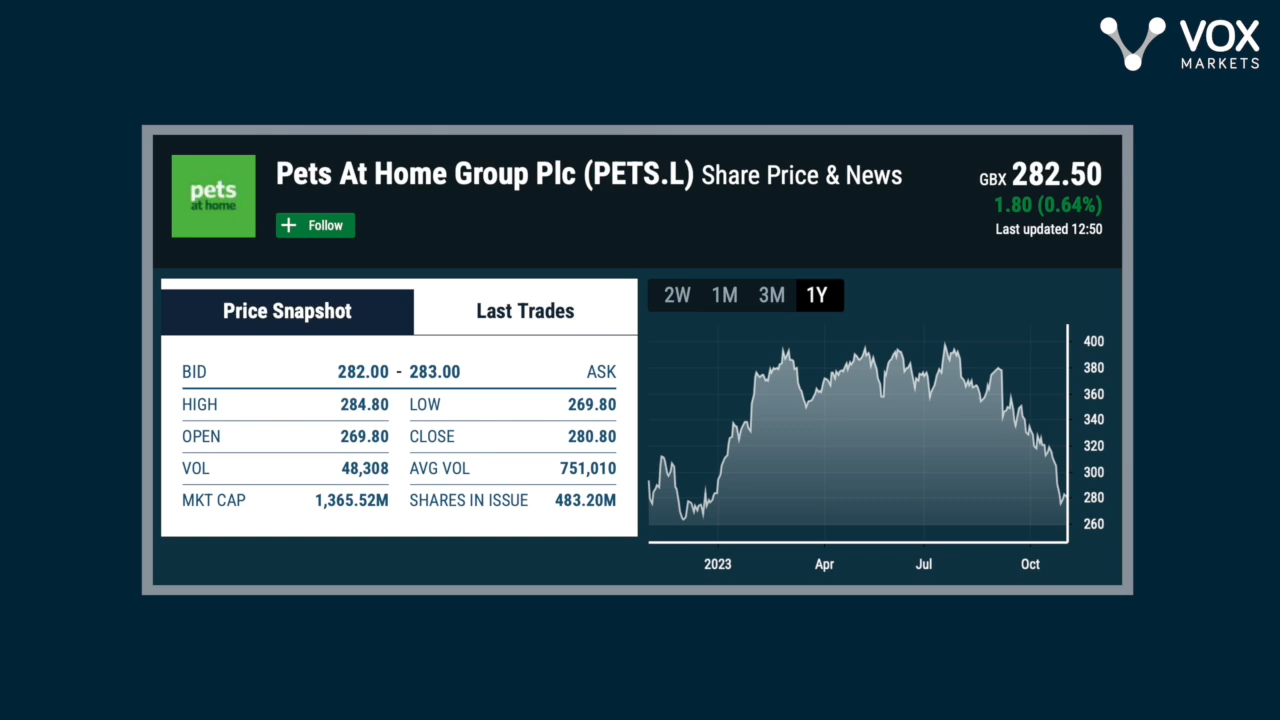 VOX
MARKETS
pets
at home
Pets At Home Group Plc (PETS.L) Share Price & News
+ Follow
GBX 282.50
1.80 (0.64%)
Last updated 12:50
Price Snapshot Last Trades
BID 282.00 - 283.00 ASK
HIGH 284.80 LOW 269.80
OPEN 269.80 CLOSE 280.80
VOL 48,308 AVG VOL 751,010
MKT CAP 1,365.52M SHARES IN ISSUE 483.20M
2W 1M 3M 1Y
400
380
360
340
320
300
280
260
2023 Apr Jul Oct